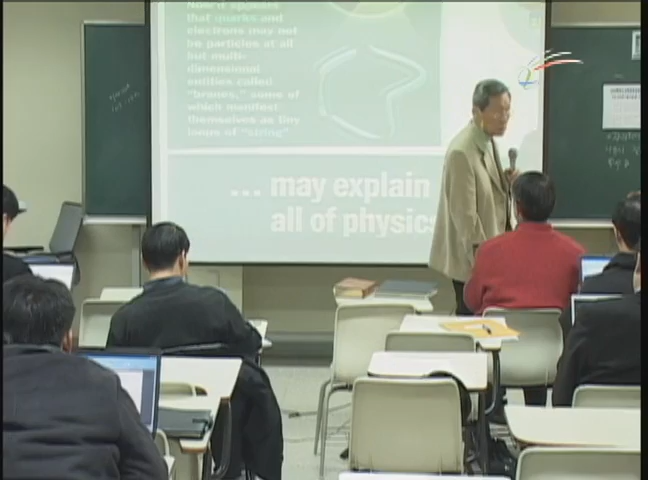 Now it appears
that quarks and
electrons may not
be particles at all
but multi-
dimensional
entities called
"branes," some of
which manifest
themselves as tiny
loops of "string"
... may explain
all of physics